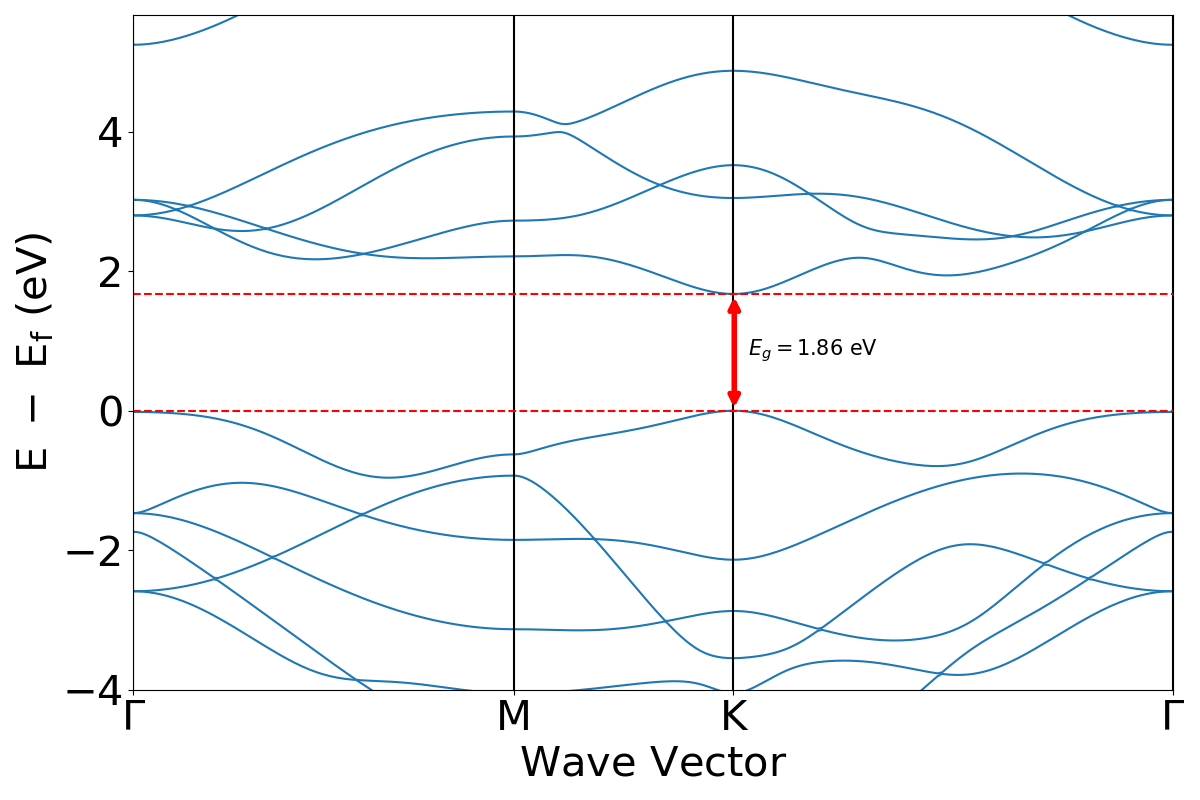 E − E_f (eV)
4
2
0
−2
−4
E_g = 1.86 eV
Γ M K Γ
Wave Vector